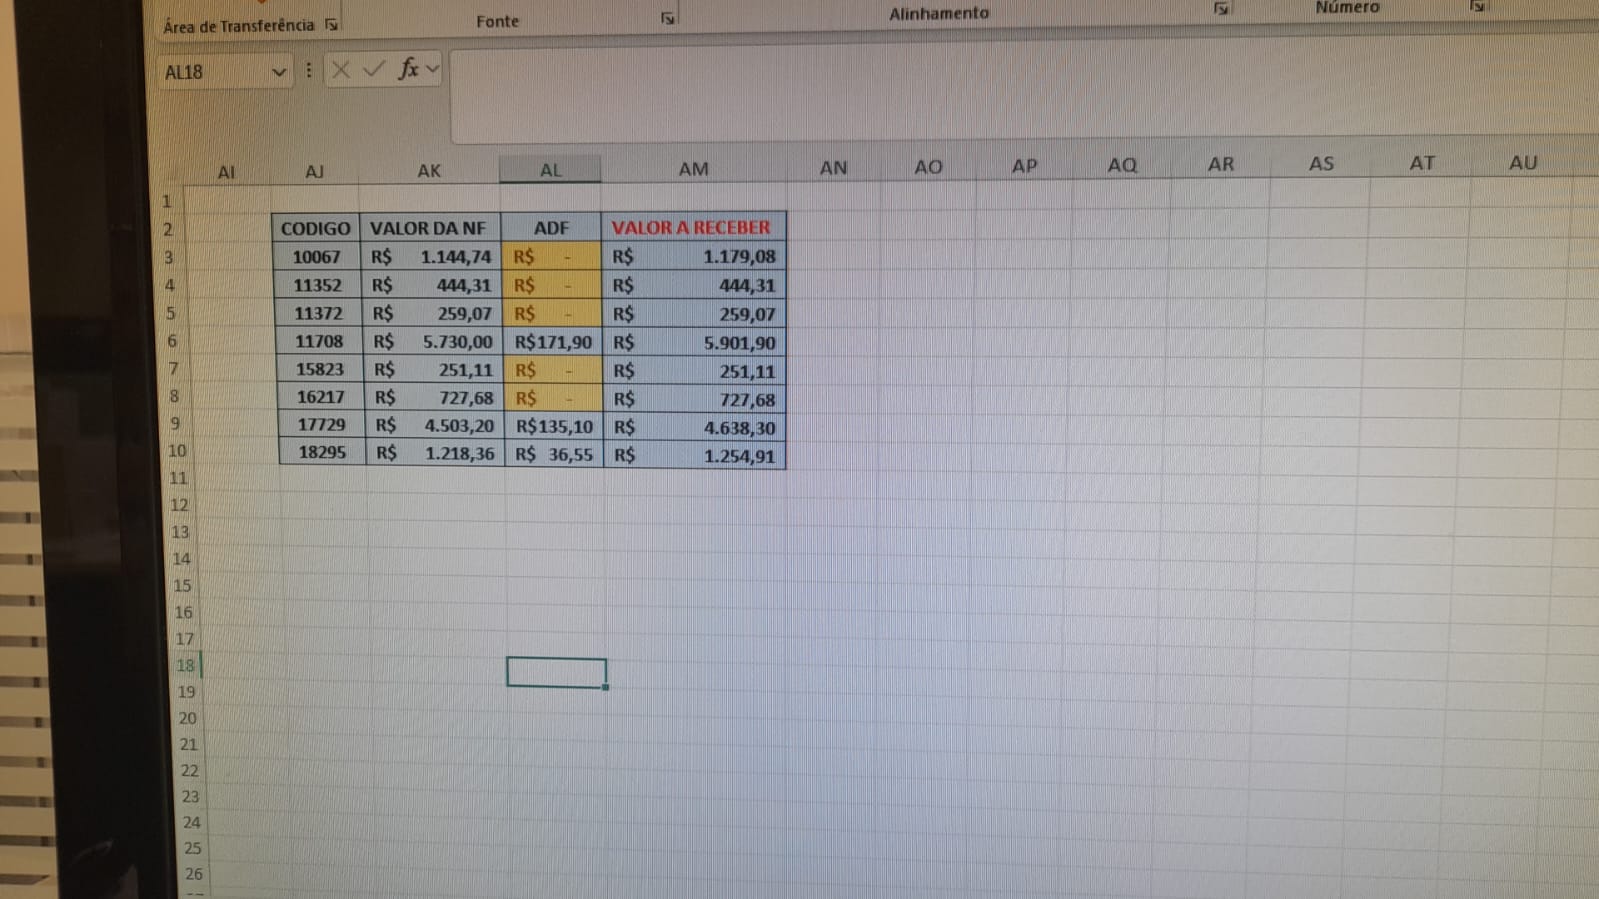 Área de Transferência Fonte Alinhamento Número
AL18 fx
AI AJ AK AL AM AN AO AP AQ AR AS AT AU
1
2 CODIGO VALOR DA NF ADF VALOR A RECEBER
3 10067 R$ 1.144,74 R$ - R$ 1.179,08
4 11352 R$ 444,31 R$ - R$ 444,31
5 11372 R$ 259,07 R$ - R$ 259,07
6 11708 R$ 5.730,00 R$171,90 R$ 5.901,90
7 15823 R$ 251,11 R$ - R$ 251,11
8 16217 R$ 727,68 R$ - R$ 727,68
9 17729 R$ 4.503,20 R$135,10 R$ 4.638,30
10 18295 R$ 1.218,36 R$ 36,55 R$ 1.254,91
11
12
13
14
15
16
17
18
19
20
21
22
23
24
25
26